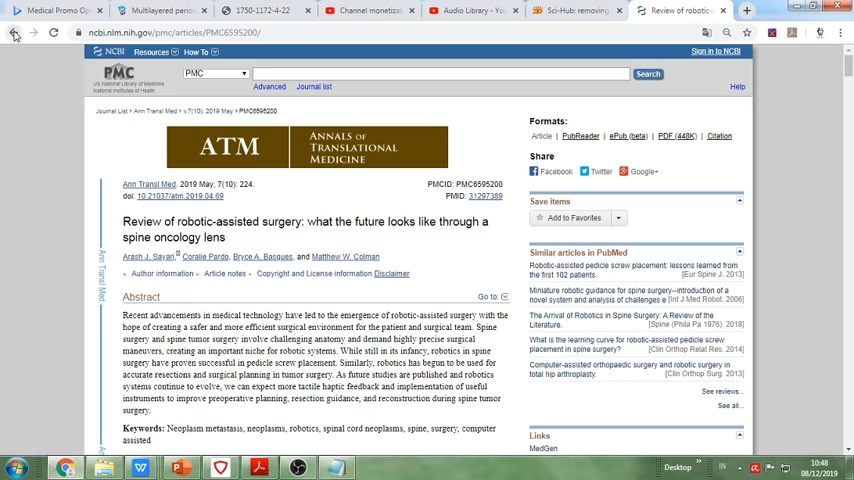 Medical Promo Op
Multilayered perio
1750-1172-4-22
Channel monetizat
Audio Library - You
Sci-Hub: removing
Review of robotic
ncbi.nlm.nih.gov/pmc/articles/PMC6595200/
NCBI Resources How To Sign in to NCBI
PMC
US National Library of Medicine
National Institutes of Health
PMC Search
Advanced Journal list Help
Journal List > Ann Transl Med > v.7(10); 2019 May > PMC6595200
ATM ANNALS OF TRANSLATIONAL MEDICINE
Ann Transl Med. 2019 May; 7(10): 224. PMCID: PMC6595200
doi: 10.21037/atm.2019.04.69 PMID: 31297389
Review of robotic-assisted surgery: what the future looks like through a
spine oncology lens
Arash J. Sayari, Coralie Pardo, Bryce A. Basques, and Matthew W. Colman
Author information Article notes Copyright and License information Disclaimer
Ann Transl Med
Abstract Go to:
Recent advancements in medical technology have led to the emergence of robotic-assisted surgery with the
hope of creating a safer and more efficient surgical environment for the patient and surgical team. Spine
surgery and spine tumor surgery involve challenging anatomy and demand highly precise surgical
maneuvers, creating an important niche for robotic systems. While still in its infancy, robotics in spine
surgery have proven successful in pedicle screw placement. Similarly, robotics has begun to be used for
accurate resections and surgical planning in tumor surgery. As future studies are published and robotics
systems continue to evolve, we can expect more tactile haptic feedback and implementation of useful
instruments to improve preoperative planning, resection guidance, and reconstruction during spine tumor
surgery.
Keywords: Neoplasm metastasis, neoplasms, robotics, spinal cord neoplasms, spine, surgery, computer
assisted
Formats:
Article | PubReader | ePub (beta) | PDF (448K) | Citation
Share
Facebook Twitter Google+
Save items
Add to Favorites
Similar articles in PubMed
Robotic-assisted pedicle screw placement: lessons learned from
the first 102 patients. [Eur Spine J. 2013]
Miniature robotic guidance for spine surgery--introduction of a
novel system and analysis of challenges e [Int J Med Robot. 2006]
The Arrival of Robotics in Spine Surgery: A Review of the
Literature. [Spine (Phila Pa 1976). 2018]
What is the learning curve for robotic-assisted pedicle screw
placement in spine surgery? [Clin Orthop Relat Res. 2014]
Computer-assisted orthopaedic surgery and robotic surgery in
total hip arthroplasty. [Clin Orthop Surg. 2013]
See reviews...
See all...
Links
MedGen
Desktop IN
10:48
08/12/2019